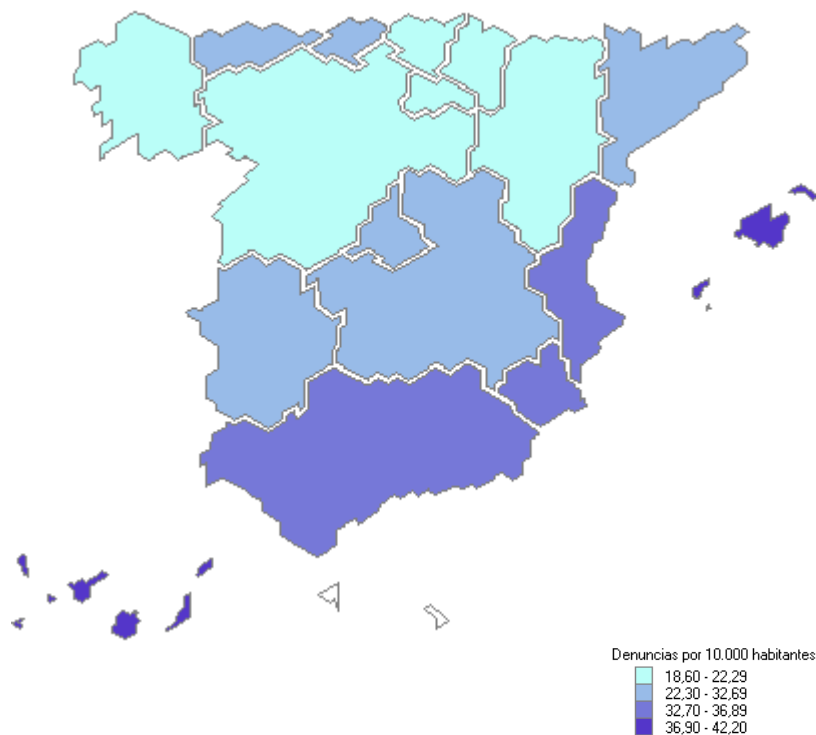 Denuncias por 10.000 habitantes
18,60 - 22,29
22,30 - 32,69
32,70 - 36,89
36,90 - 42,20